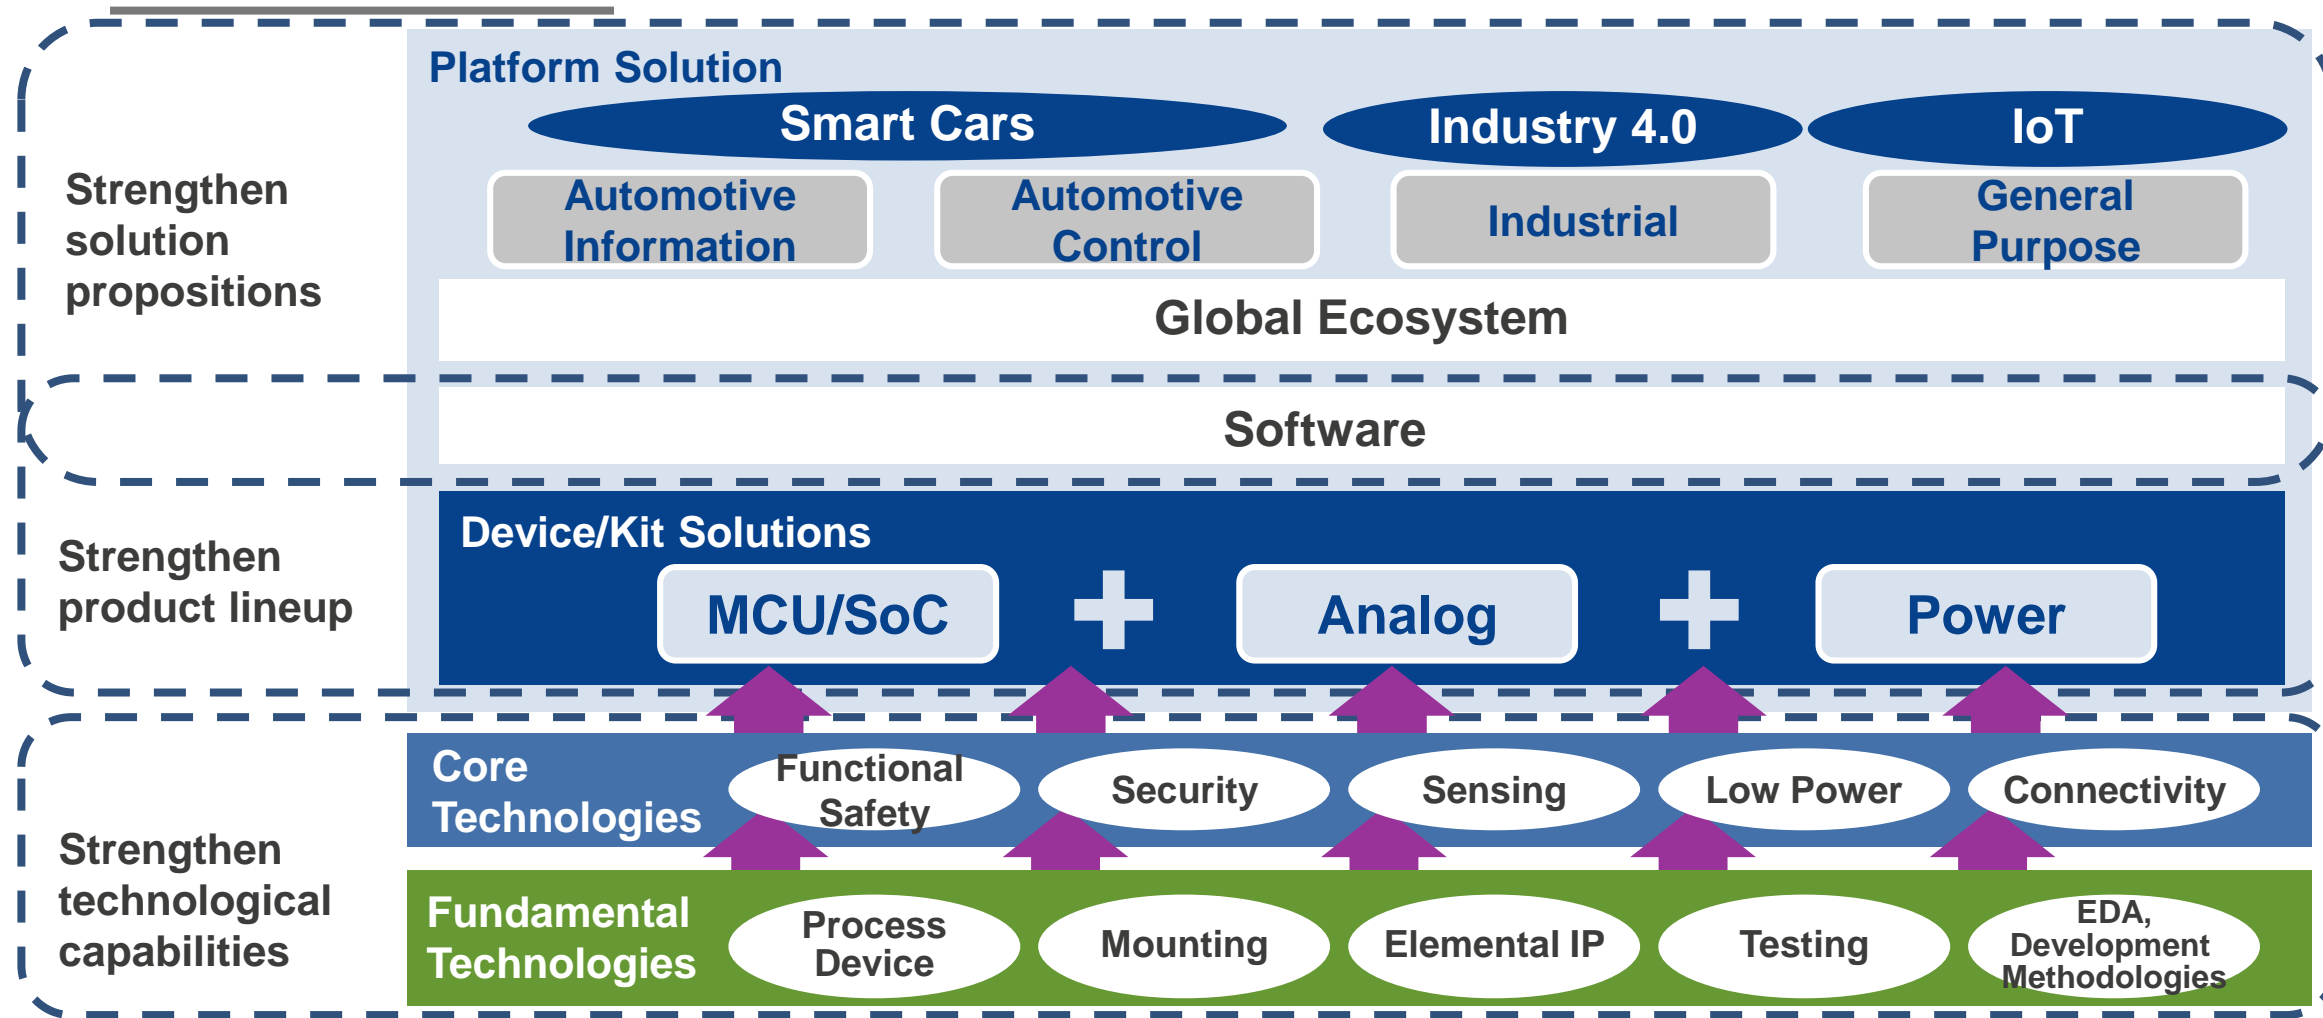 Platform Solution
Smart Cars
Industry 4.0
IoT
Strengthen
solution
propositions
Automotive
Information
Automotive
Control
Industrial
General
Purpose
Global Ecosystem
Software
Strengthen
product lineup
Device/Kit Solutions
MCU/SoC
Analog
Power
Strengthen
technological
capabilities
Core
Technologies
Functional
Safety
Security
Sensing
Low Power
Connectivity
Fundamental
Technologies
Process
Device
Mounting
Elemental IP
Testing
EDA,
Development
Methodologies